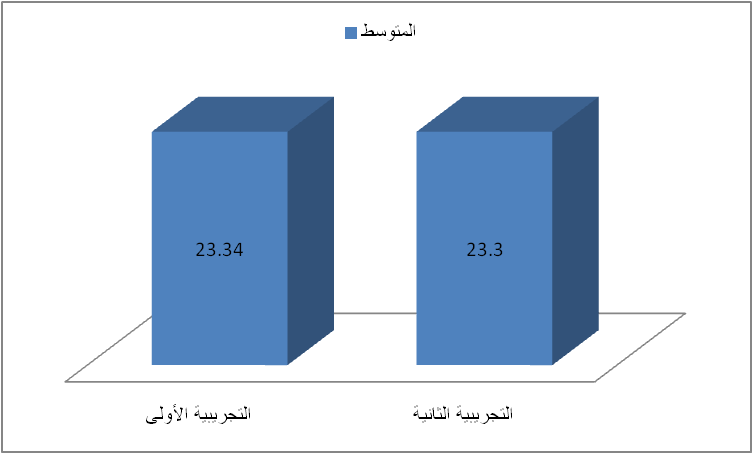 المتوسط
23.34
23.3
التجريبية الأولى
التجريبية الثانية